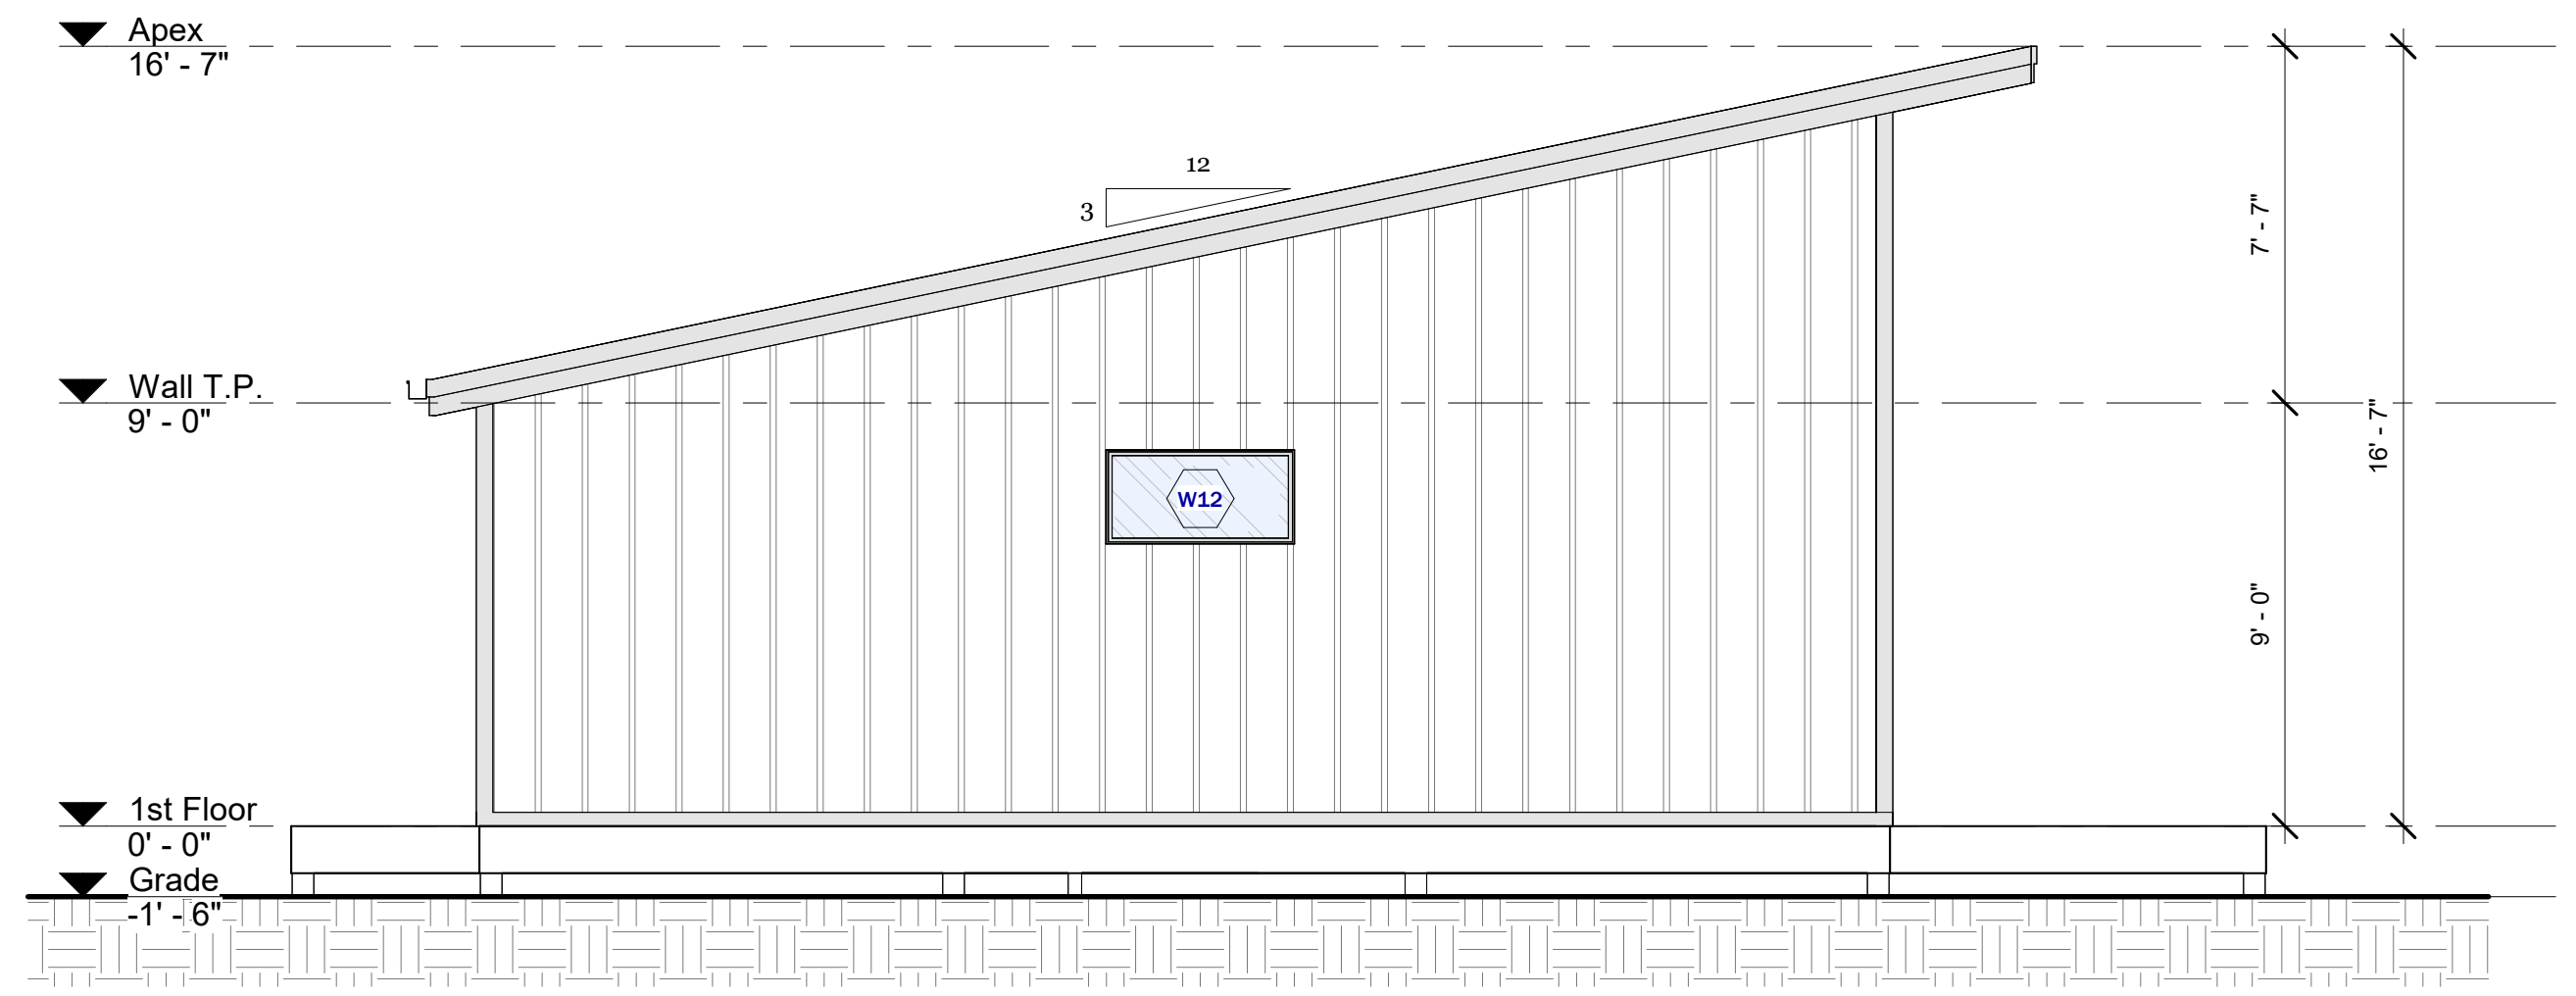 Apex
16' - 7"
12
3
7' - 7"
Wall T.P.
9' - 0"
16' - 7"
W12
9' - 0"
1st Floor
0' - 0"
Grade
-1' - 6"